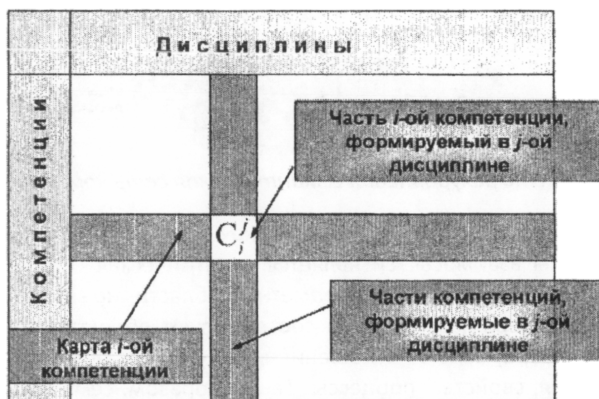 Дисциплины
Компетенции
Часть i-ой компетенции,
формируемый в j-ой
дисциплине
C_i^j
Части компетенций,
формируемые в j-ой
дисциплине
Карта i-ой
компетенции